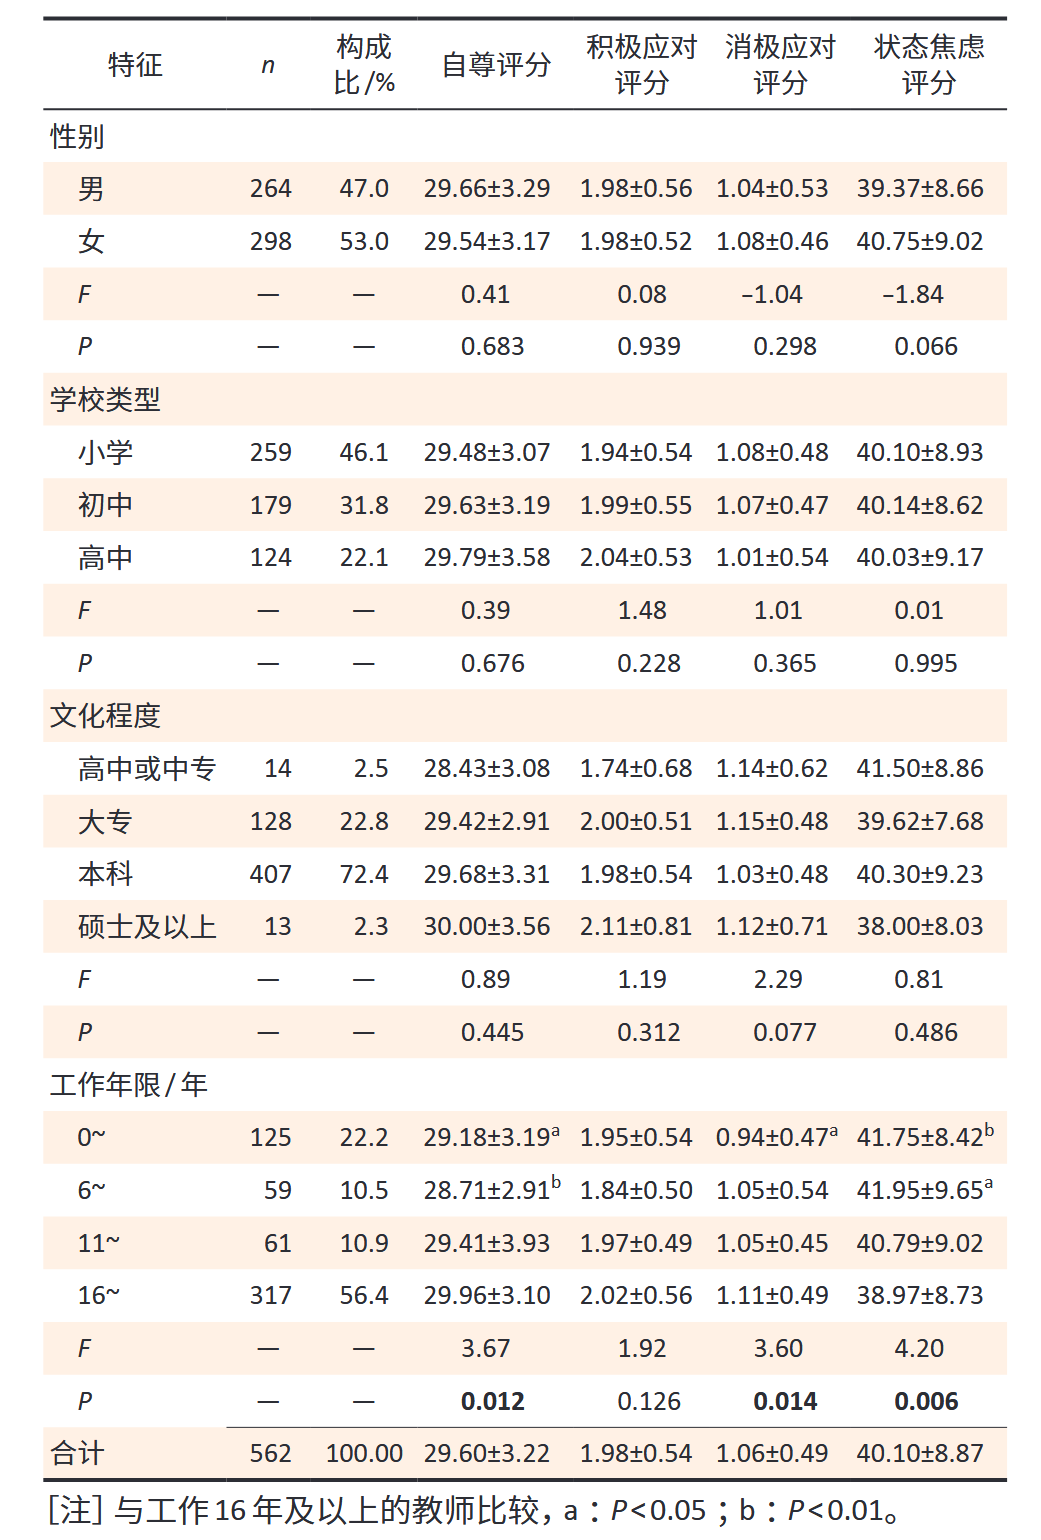 特征 n 构成比/% 自尊评分 积极应对评分 消极应对评分 状态焦虑评分
性别
男 264 47.0 29.66±3.29 1.98±0.56 1.04±0.53 39.37±8.66
女 298 53.0 29.54±3.17 1.98±0.52 1.08±0.46 40.75±9.02
F — — 0.41 0.08 –1.04 –1.84
P — — 0.683 0.939 0.298 0.066
学校类型
小学 259 46.1 29.48±3.07 1.94±0.54 1.08±0.48 40.10±8.93
初中 179 31.8 29.63±3.19 1.99±0.55 1.07±0.47 40.14±8.62
高中 124 22.1 29.79±3.58 2.04±0.53 1.01±0.54 40.03±9.17
F — — 0.39 1.48 1.01 0.01
P — — 0.676 0.228 0.365 0.995
文化程度
高中或中专 14 2.5 28.43±3.08 1.74±0.68 1.14±0.62 41.50±8.86
大专 128 22.8 29.42±2.91 2.00±0.51 1.15±0.48 39.62±7.68
本科 407 72.4 29.68±3.31 1.98±0.54 1.03±0.48 40.30±9.23
硕士及以上 13 2.3 30.00±3.56 2.11±0.81 1.12±0.71 38.00±8.03
F — — 0.89 1.19 2.29 0.81
P — — 0.445 0.312 0.077 0.486
工作年限/年
0~ 125 22.2 29.18±3.19a 1.95±0.54 0.94±0.47a 41.75±8.42b
6~ 59 10.5 28.71±2.91b 1.84±0.50 1.05±0.54 41.95±9.65a
11~ 61 10.9 29.41±3.93 1.97±0.49 1.05±0.45 40.79±9.02
16~ 317 56.4 29.96±3.10 2.02±0.56 1.11±0.49 38.97±8.73
F — — 3.67 1.92 3.60 4.20
P — — 0.012 0.126 0.014 0.006
合计 562 100.00 29.60±3.22 1.98±0.54 1.06±0.49 40.10±8.87
[注] 与工作16年及以上的教师比较，a：P<0.05；b：P<0.01。